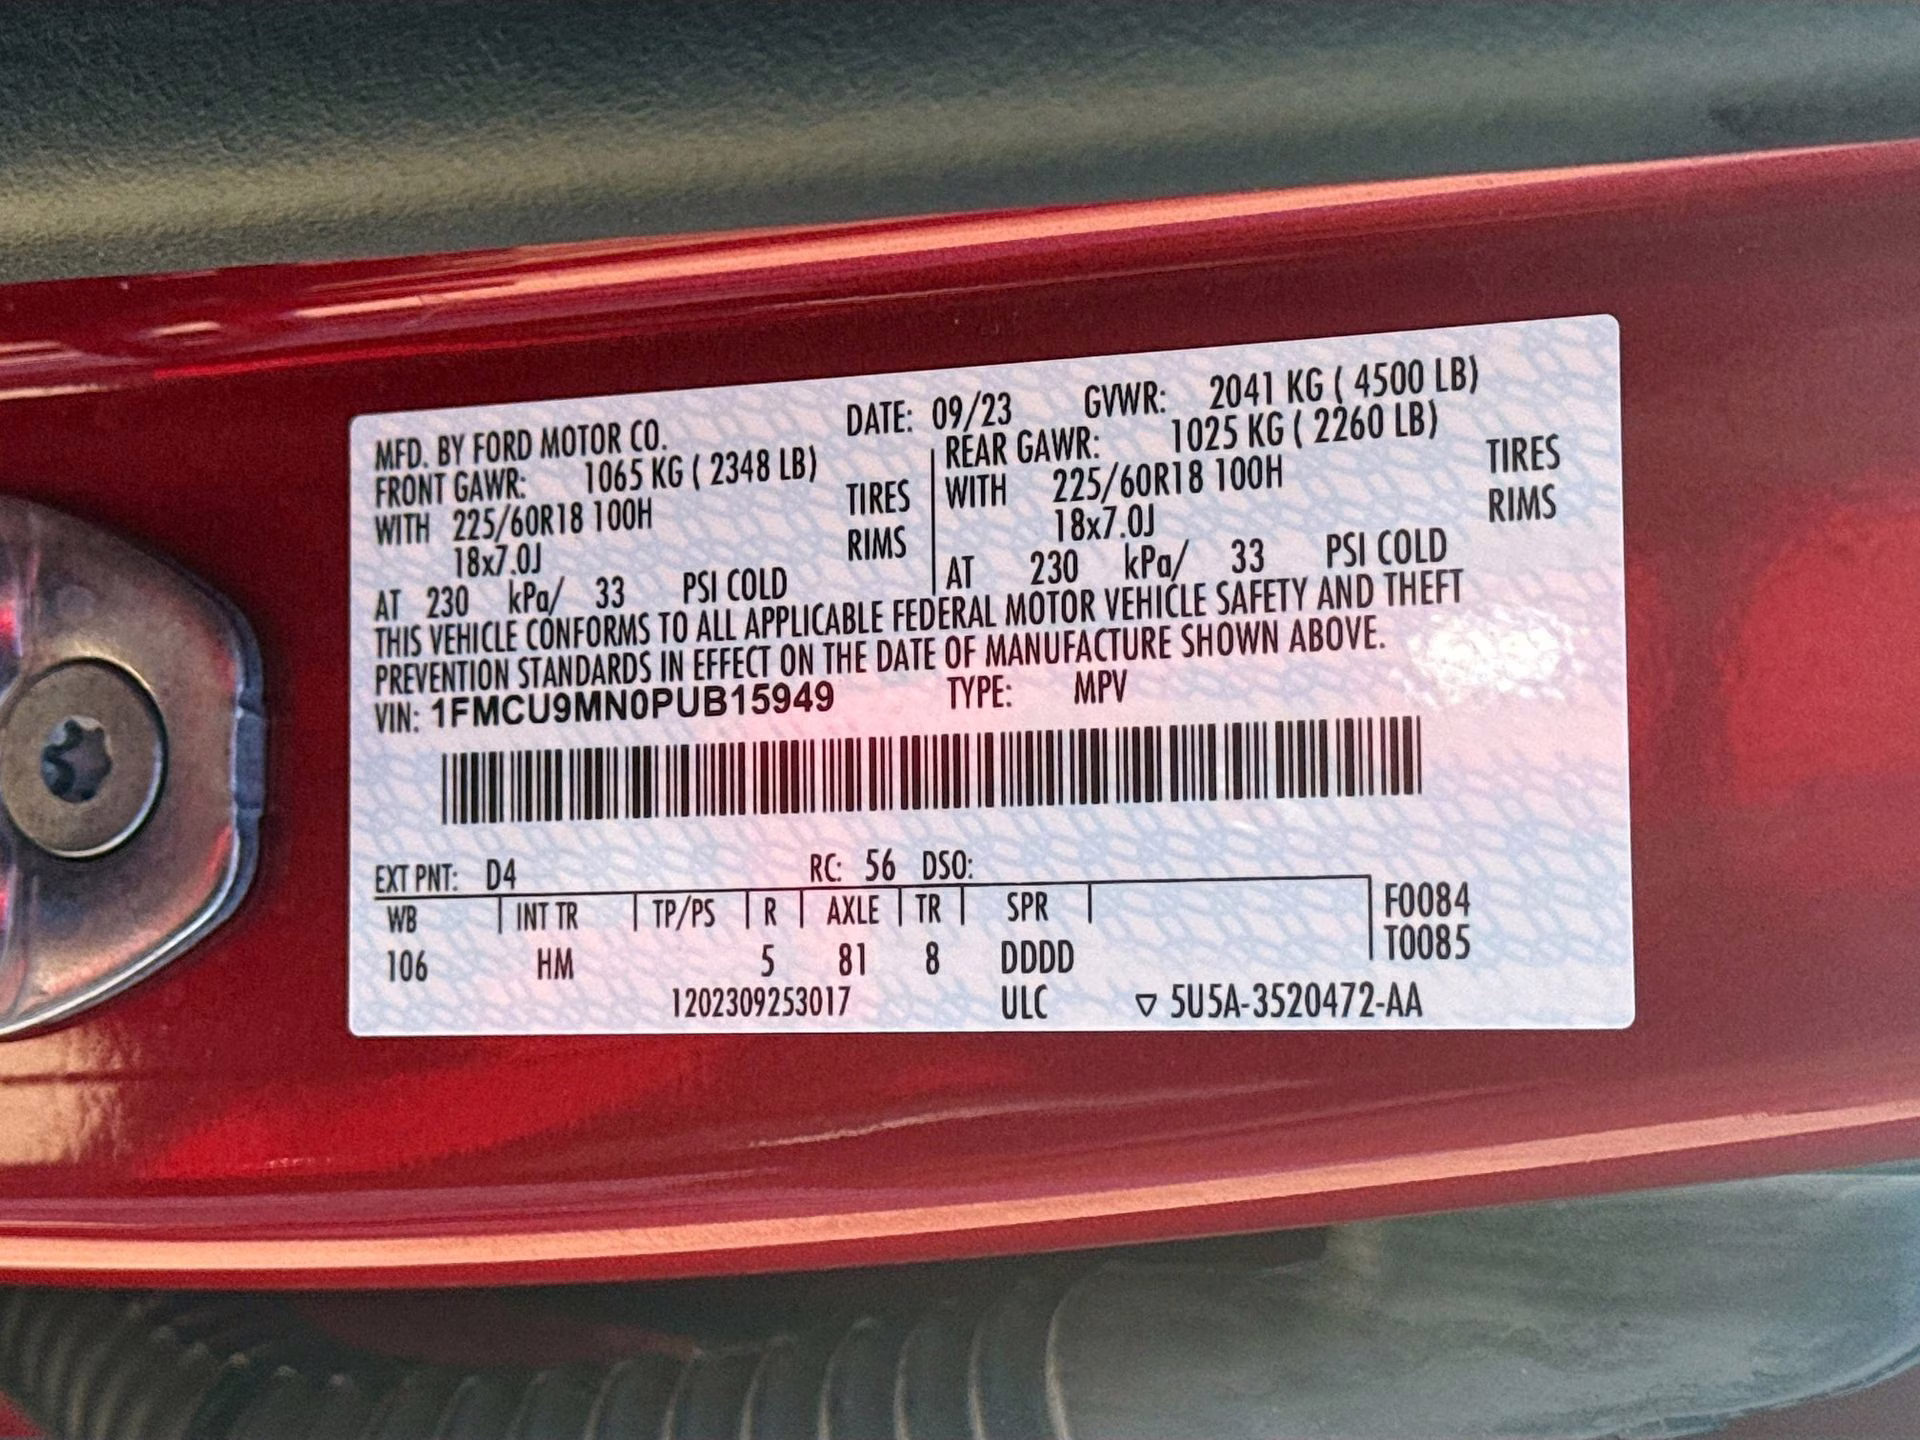 MFD. BY FORD MOTOR CO. DATE: 09/23 GVWR: 2041 KG ( 4500 LB)
FRONT GAWR: 1065 KG ( 2348 LB) REAR GAWR: 1025 KG ( 2260 LB)
WITH 225/60R18 100H TIRES WITH 225/60R18 100H TIRES
18x7.0J RIMS 18x7.0J RIMS
AT 230 kPa/ 33 PSI COLD AT 230 kPa/ 33 PSI COLD
THIS VEHICLE CONFORMS TO ALL APPLICABLE FEDERAL MOTOR VEHICLE SAFETY AND THEFT
PREVENTION STANDARDS IN EFFECT ON THE DATE OF MANUFACTURE SHOWN ABOVE.
VIN: 1FMCU9MN0PUB15949 TYPE: MPV
EXT PNT: D4 RC: 56 DSO:
WB INT TR TP/PS R AXLE TR SPR F0084
106 HM 5 81 8 DDDD T0085
1202309253017 ULC ▽ 5U5A-3520472-AA